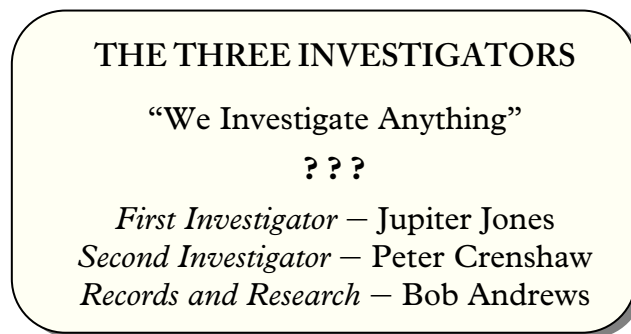 THE THREE INVESTIGATORS
“We Investigate Anything”
? ? ?
First Investigator – Jupiter Jones
Second Investigator – Peter Crenshaw
Records and Research – Bob Andrews